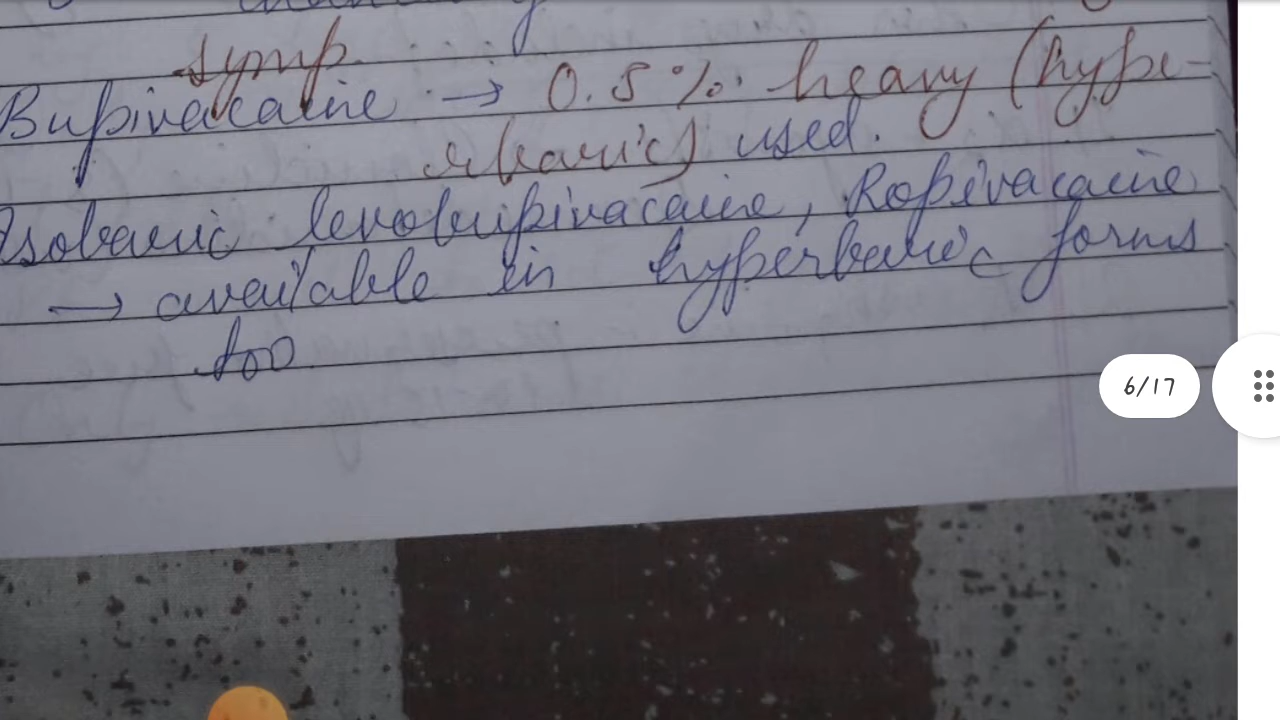 symp.
Bupivacaine → 0.5% heavy (hype-
rbaric) used.
Isobaric levobupivacaine, Ropivacaine
→ available in hyperbaric forms
too
6/17